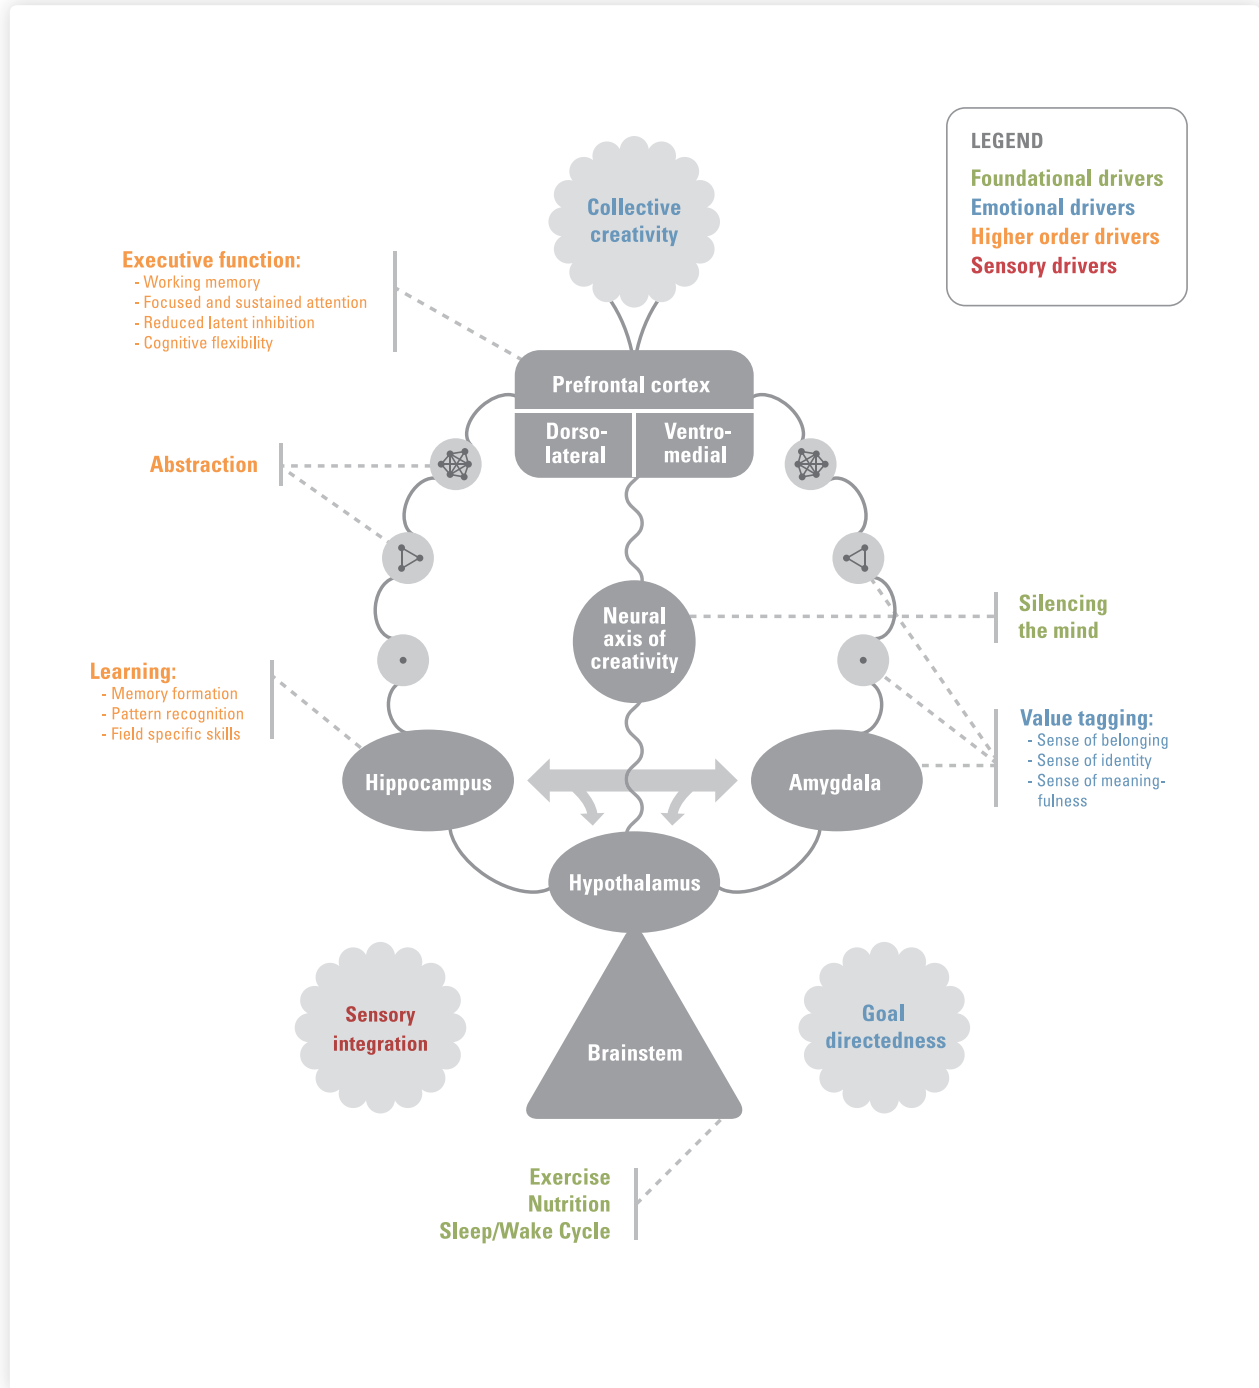 LEGEND
Foundational drivers
Emotional drivers
Higher order drivers
Sensory drivers
Collective
creativity
Executive function:
- Working memory
- Focused and sustained attention
- Reduced latent inhibition
- Cognitive flexibility
Prefrontal cortex
Dorso-
lateral
Ventro-
medial
Abstraction
Neural
axis of
creativity
Silencing
the mind
Learning:
- Memory formation
- Pattern recognition
- Field specific skills
Value tagging:
- Sense of belonging
- Sense of identity
- Sense of meaning-
fulness
Hippocampus
Amygdala
Hypothalamus
Sensory
integration
Goal
directedness
Brainstem
Exercise
Nutrition
Sleep/Wake Cycle